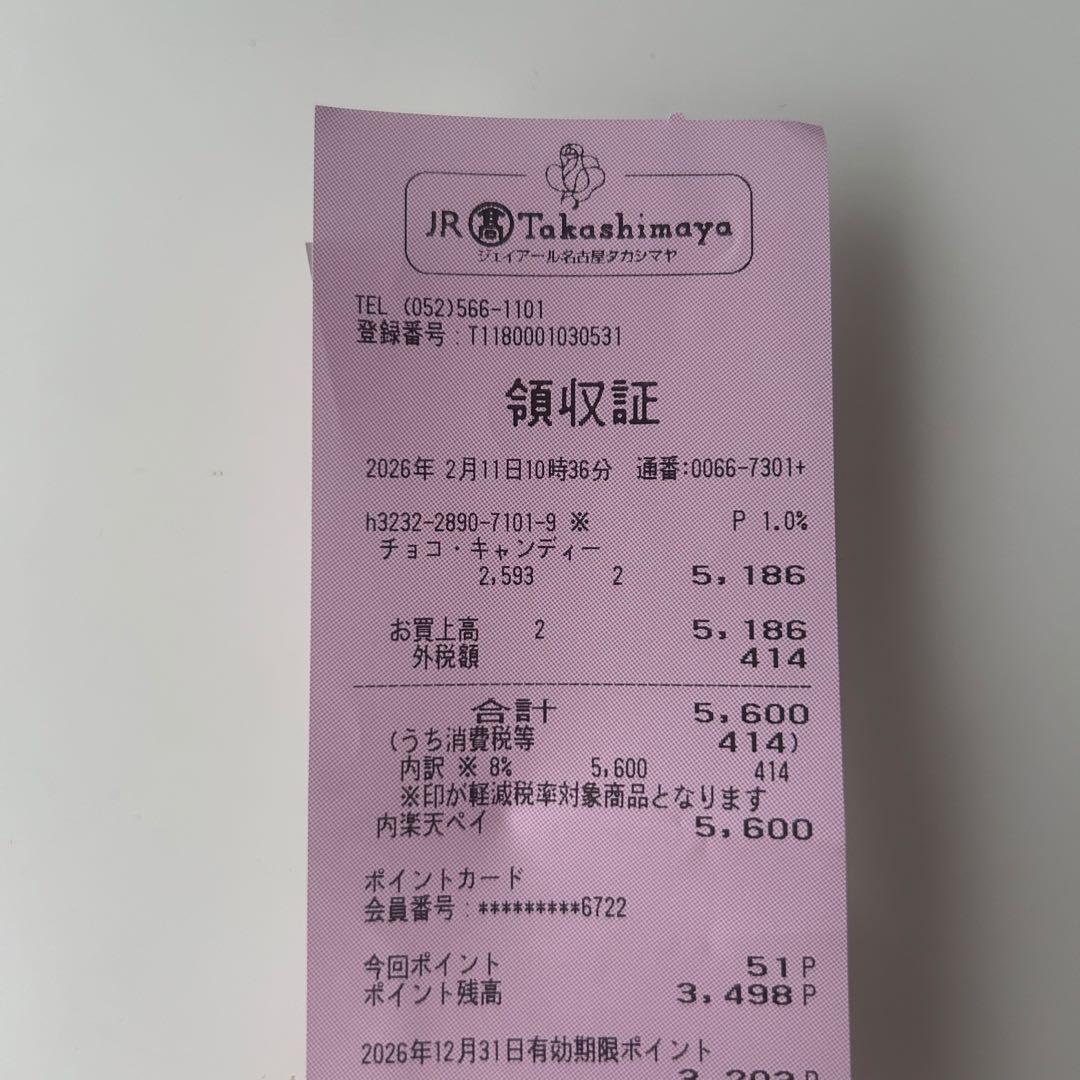 JR 髙 Takashimaya
ジェイアール名古屋タカシマヤ
TEL (052)566-1101
登録番号：T1180001030531
領収証
2026年 2月11日10時36分 通番:0066-7301+
h3232-2890-7101-9 ※ P 1.0%
チョコ・キャンディー
2,593 2 5,186
お買上高 2 5,186
外税額 414
合計 5,600
(うち消費税等 414)
内訳 ※ 8% 5,600 414
※印が軽減税率対象商品となります
内楽天ペイ 5,600
ポイントカード
会員番号：*********6722
今回ポイント 51P
ポイント残高 3,498P
2026年12月31日有効期限ポイント